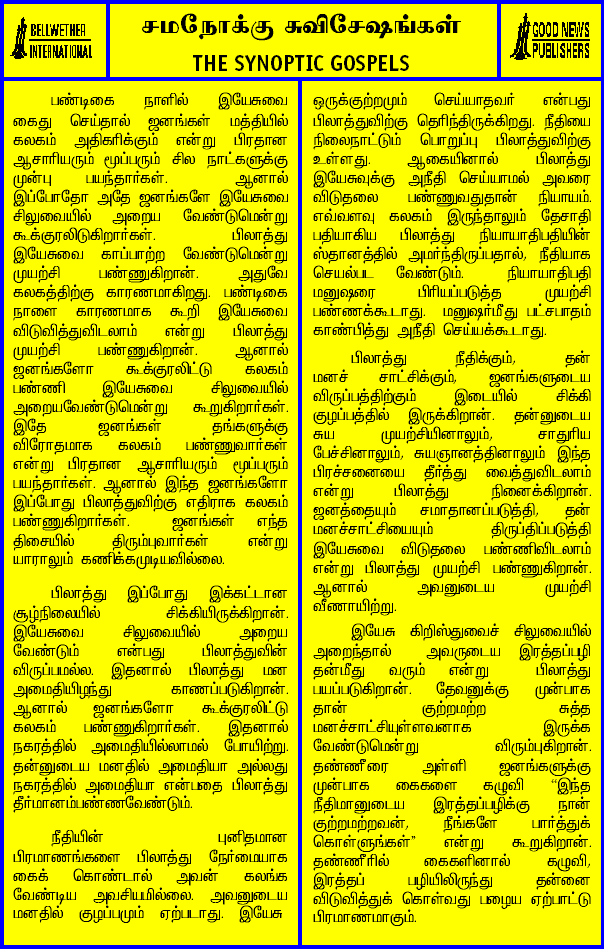 BELLWETHER
INTERNATIONAL
சமநோக்கு சுவிசேஷங்கள்
THE SYNOPTIC GOSPELS
GOOD NEWS
PUBLISHERS
பண்டிகை நாளில் இயேசுவை
கைது செய்தால் ஜனங்கள் மத்தியில்
கலகம் அதிகரிக்கும் என்று பிரதான
ஆசாரியரும் மூப்பரும் சில நாட்களுக்கு
முன்பு பயந்தார்கள். ஆனால்
இப்போதோ அதே ஜனங்களே இயேசுவை
சிலுவையில் அறைய வேண்டுமென்று
கூக்குரலிடுகிறார்கள். பிலாத்து
இயேசுவை காப்பாற்ற வேண்டுமென்று
முயற்சி பண்ணுகிறான். அதுவே
கலகத்திற்கு காரணமாகிறது. பண்டிகை
நாளை காரணமாக கூறி இயேசுவை
விடுவித்துவிடலாம் என்று பிலாத்து
முயற்சி பண்ணுகிறான். ஆனால்
ஜனங்களோ கூக்குரலிட்டு கலகம்
பண்ணி இயேசுவை சிலுவையில்
அறையவேண்டுமென்று கூறுகிறார்கள்.
இதே ஜனங்கள் தங்களுக்கு
விரோதமாக கலகம் பண்ணுவார்கள்
என்று பிரதான ஆசாரியரும் மூப்பரும்
பயந்தார்கள். ஆனால் இந்த ஜனங்களோ
இப்போது பிலாத்துவிற்கு எதிராக கலகம்
பண்ணுகிறார்கள். ஜனங்கள் எந்த
திசையில் திரும்புவார்கள் என்று
யாராலும் கணிக்கமுடியவில்லை.
பிலாத்து இப்போது இக்கட்டான
சூழ்நிலையில் சிக்கியிருக்கிறான்.
இயேசுவை சிலுவையில் அறைய
வேண்டும் என்பது பிலாத்துவின்
விருப்பமல்ல. இதனால் பிலாத்து மன
அமைதியிழந்து காணப்படுகிறான்.
ஆனால் ஜனங்களோ கூக்குரலிட்டு
கலகம் பண்ணுகிறார்கள். இதனால்
நகரத்தில் அமைதியில்லாமல் போயிற்று.
தன்னுடைய மனதில் அமைதியா அல்லது
நகரத்தில் அமைதியா என்பதை பிலாத்து
தீர்மானம்பண்ணவேண்டும்.
நீதியின் புனிதமான
பிரமாணங்களை பிலாத்து நேர்மையாக
கைக் கொண்டால் அவன் கலங்க
வேண்டிய அவசியமில்லை. அவனுடைய
மனதில் குழப்பமும் ஏற்படாது. இயேசு
ஒருக்குற்றமும் செய்யாதவர் என்பது
பிலாத்துவிற்கு தெரிந்திருக்கிறது. நீதியை
நிலைநாட்டும் பொறுப்பு பிலாத்துவிற்கு
உள்ளது. ஆகையினால் பிலாத்து
இயேசுவுக்கு அநீதி செய்யாமல் அவரை
விடுதலை பண்ணுவதுதான் நியாயம்.
எவ்வளவு கலகம் இருந்தாலும் தேசாதி
பதியாகிய பிலாத்து நியாயாதிபதியின்
ஸ்தானத்தில் அமர்ந்திருப்பதால், நீதியாக
செயல்பட வேண்டும். நியாயாதிபதி
மனுஷரை பிரியப்படுத்த முயற்சி
பண்ணக்கூடாது. மனுஷர்மீது பட்சபாதம்
காண்பித்து அநீதி செய்யக்கூடாது.
பிலாத்து நீதிக்கும், தன்
மனச் சாட்சிக்கும், ஜனங்களுடைய
விருப்பத்திற்கும் இடையில் சிக்கி
குழப்பத்தில் இருக்கிறான். தன்னுடைய
சுய முயற்சியினாலும், சாதுரிய
பேச்சினாலும், சுயஞானத்தினாலும் இந்த
பிரச்சனையை தீர்த்து வைத்துவிடலாம்
என்று பிலாத்து நினைக்கிறான்.
ஜனத்தையும் சமாதானப்படுத்தி, தன்
மனச்சாட்சியையும் திருப்திப்படுத்தி
இயேசுவை விடுதலை பண்ணிவிடலாம்
என்று பிலாத்து முயற்சி பண்ணுகிறான்.
ஆனால் அவனுடைய முயற்சி
வீணாயிற்று.
இயேசு கிறிஸ்துவைச் சிலுவையில்
அறைந்தால் அவருடைய இரத்தப்பழி
தன்மீது வரும் என்று பிலாத்து
பயப்படுகிறான். தேவனுக்கு முன்பாக
தான் குற்றமற்ற சுத்த
மனச்சாட்சியுள்ளவனாக இருக்க
வேண்டுமென்று விரும்புகிறான்.
தண்ணீரை அள்ளி ஜனங்களுக்கு
முன்பாக கைகளை கழுவி “இந்த
நீதிமானுடைய இரத்தப்பழிக்கு நான்
குற்றமற்றவன், நீங்களே பார்த்துக்
கொள்ளுங்கள்” என்று கூறுகிறான்.
தண்ணீரில் கைகளினால் கழுவி,
இரத்தப் பழியிலிருந்து தன்னை
விடுவித்துக் கொள்வது பழைய ஏற்பாட்டு
பிரமாணமாகும்.